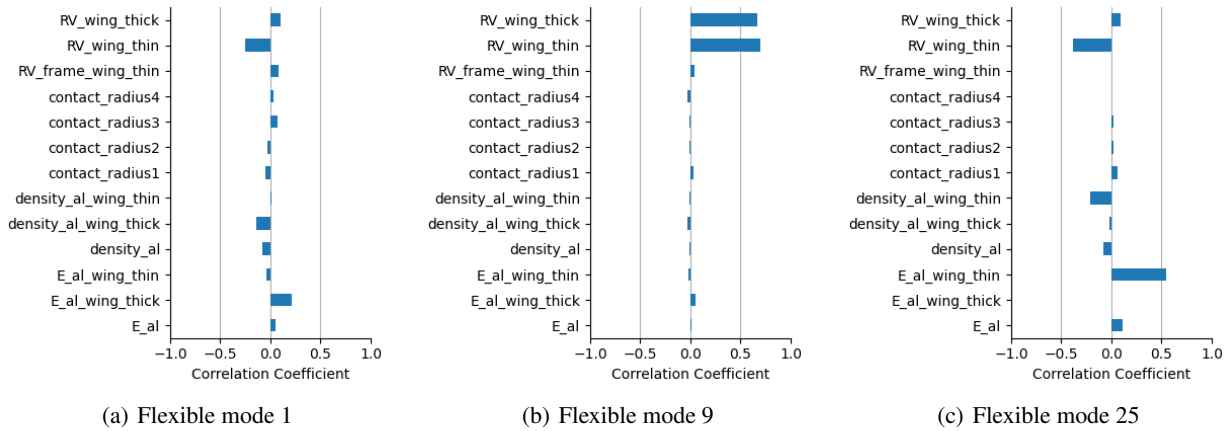 RV_wing_thick
RV_wing_thin
RV_frame_wing_thin
contact_radius4
contact_radius3
contact_radius2
contact_radius1
density_al_wing_thin
density_al_wing_thick
density_al
E_al_wing_thin
E_al_wing_thick
E_al
−1.0 −0.5 0.0 0.5 1.0
Correlation Coefficient
(a) Flexible mode 1
RV_wing_thick
RV_wing_thin
RV_frame_wing_thin
contact_radius4
contact_radius3
contact_radius2
contact_radius1
density_al_wing_thin
density_al_wing_thick
density_al
E_al_wing_thin
E_al_wing_thick
E_al
−1.0 −0.5 0.0 0.5 1.0
Correlation Coefficient
(b) Flexible mode 9
RV_wing_thick
RV_wing_thin
RV_frame_wing_thin
contact_radius4
contact_radius3
contact_radius2
contact_radius1
density_al_wing_thin
density_al_wing_thick
density_al
E_al_wing_thin
E_al_wing_thick
E_al
−1.0 −0.5 0.0 0.5 1.0
Correlation Coefficient
(c) Flexible mode 25